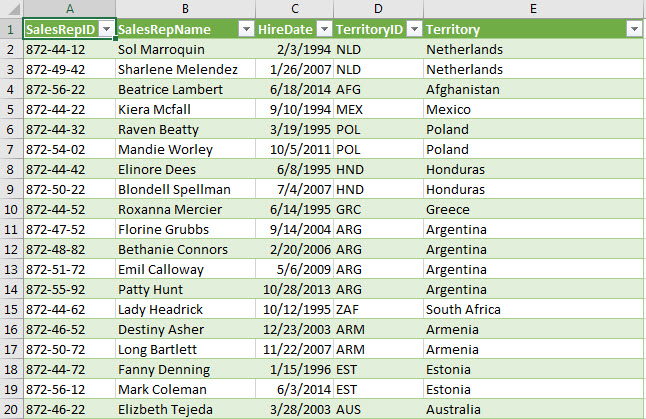 A B C D E
1 SalesRepID SalesRepName HireDate TerritoryID Territory
2 872-44-12 Sol Marroquin 2/3/1994 NLD Netherlands
3 872-49-42 Sharlene Melendez 1/26/2007 NLD Netherlands
4 872-56-22 Beatrice Lambert 6/18/2014 AFG Afghanistan
5 872-44-22 Kiera Mcfall 9/10/1994 MEX Mexico
6 872-44-32 Raven Beatty 3/19/1995 POL Poland
7 872-54-02 Mandie Worley 10/5/2011 POL Poland
8 872-44-42 Elinore Dees 6/8/1995 HND Honduras
9 872-50-22 Blondell Spellman 7/4/2007 HND Honduras
10 872-44-52 Roxanna Mercier 6/14/1995 GRC Greece
11 872-47-52 Florine Grubbs 9/14/2004 ARG Argentina
12 872-48-82 Bethanie Connors 2/20/2006 ARG Argentina
13 872-51-72 Emil Calloway 5/6/2009 ARG Argentina
14 872-55-92 Patty Hunt 10/28/2013 ARG Argentina
15 872-44-62 Lady Headrick 10/12/1995 ZAF South Africa
16 872-46-52 Destiny Asher 12/23/2003 ARM Armenia
17 872-50-72 Long Bartlett 11/22/2007 ARM Armenia
18 872-44-72 Fanny Denning 1/15/1996 EST Estonia
19 872-56-12 Mark Coleman 6/3/2014 EST Estonia
20 872-46-22 Elizbeth Tejeda 3/28/2003 AUS Australia